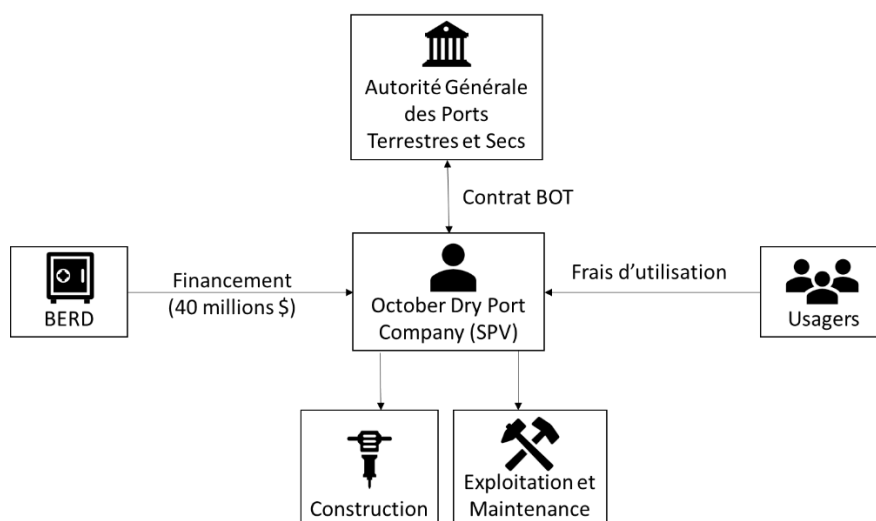 Autorité Générale
des Ports
Terrestres et Secs
Contrat BOT
BERD
Financement
(40 millions $)
October Dry Port
Company (SPV)
Frais d’utilisation
Usagers
Construction
Exploitation et
Maintenance